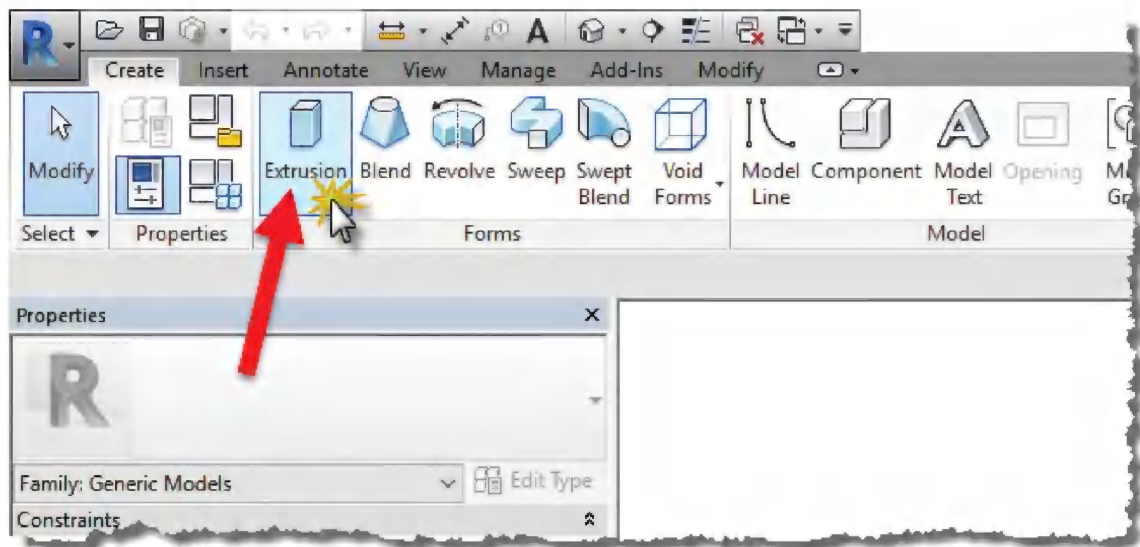 R
A
Create Insert Annotate View Manage Add-Ins Modify
Modify Extrusion Blend Revolve Sweep Swept Blend Void Forms Model Line Component Model Text Opening
Select Properties Forms Model
Properties
R
Family: Generic Models Edit Type
Constraints